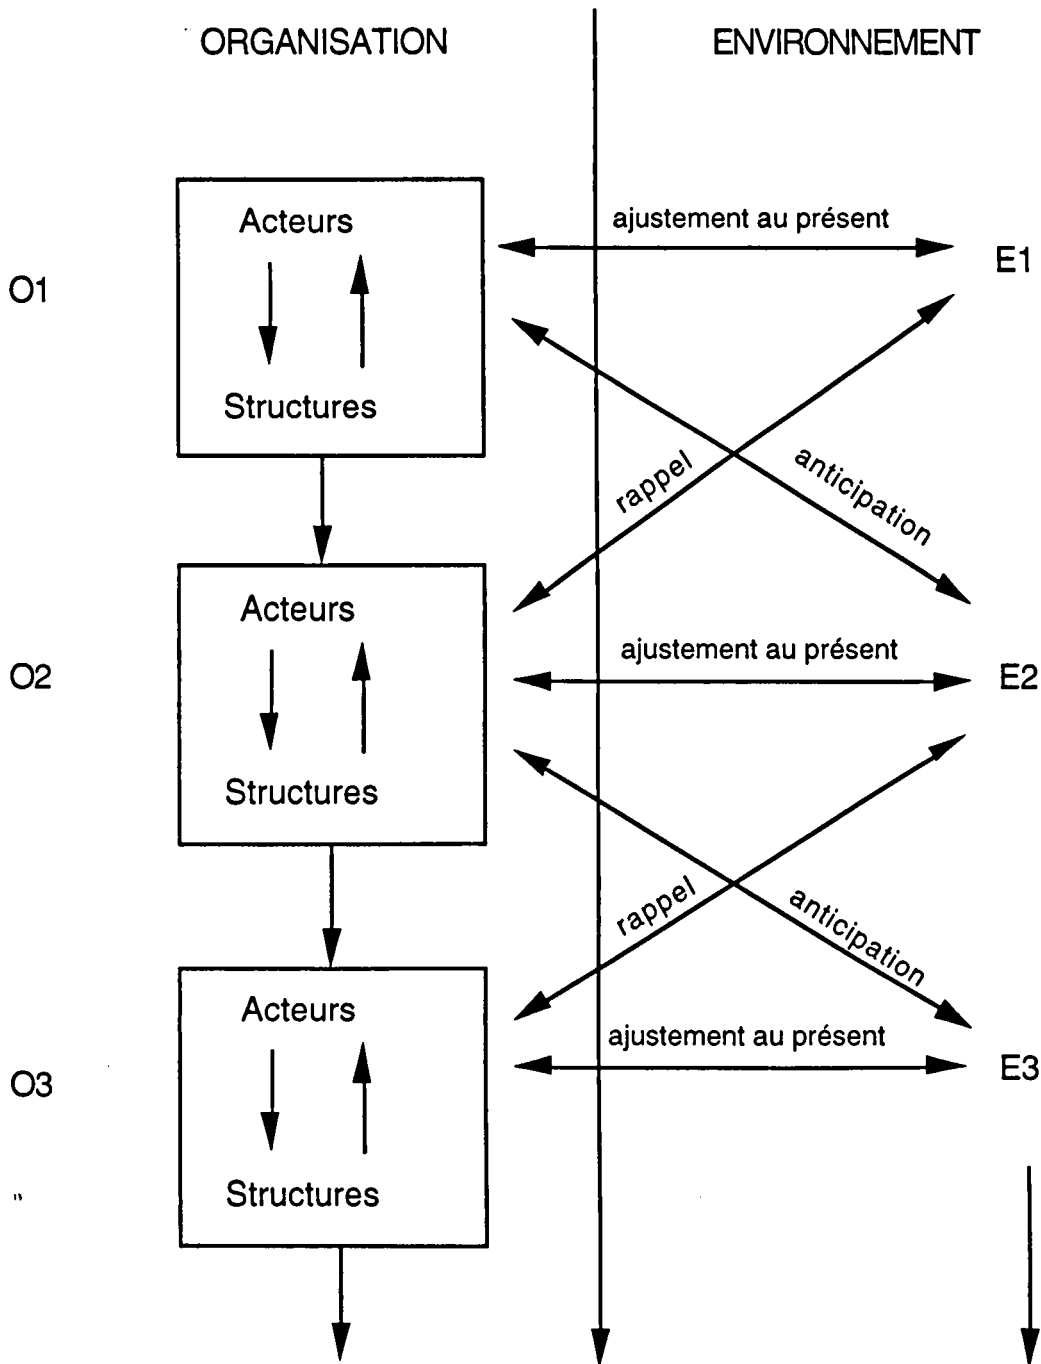 ORGANISATION ENVIRONNEMENT
Acteurs
ajustement au présent
O1
E1
Structures
rappel
anticipation
Acteurs
ajustement au présent
O2
E2
Structures
rappel
anticipation
Acteurs
ajustement au présent
O3
E3
Structures
"